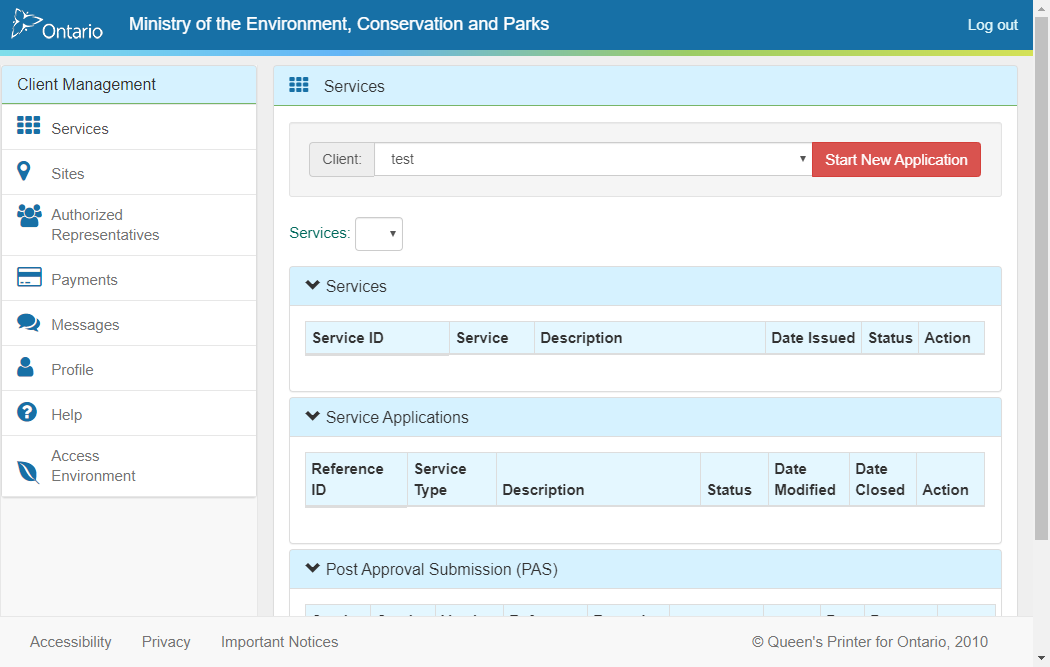 Ontario
Ministry of the Environment, Conservation and Parks
Log out
Client Management
Services
Sites
Authorized
Representatives
Payments
Messages
Profile
Help
Access
Environment
Services
Client:
test
Start New Application
Services:
Services
Service ID Service Description Date Issued Status Action
Service Applications
Reference Service Date Date
ID Type Description Status Modified Closed Action
Post Approval Submission (PAS)
Accessibility Privacy Important Notices
© Queen's Printer for Ontario, 2010